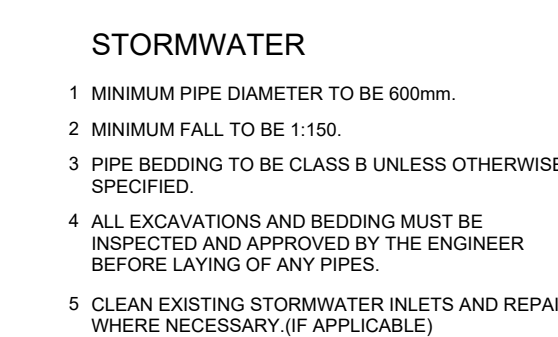 STORMWATER
1 MINIMUM PIPE DIAMETER TO BE 600mm.
2 MINIMUM FALL TO BE 1:150.
3 PIPE BEDDING TO BE CLASS B UNLESS OTHERWISE
SPECIFIED.
4 ALL EXCAVATIONS AND BEDDING MUST BE
INSPECTED AND APPROVED BY THE ENGINEER
BEFORE LAYING OF ANY PIPES.
5 CLEAN EXISTING STORMWATER INLETS AND REPAI
WHERE NECESSARY.(IF APPLICABLE)